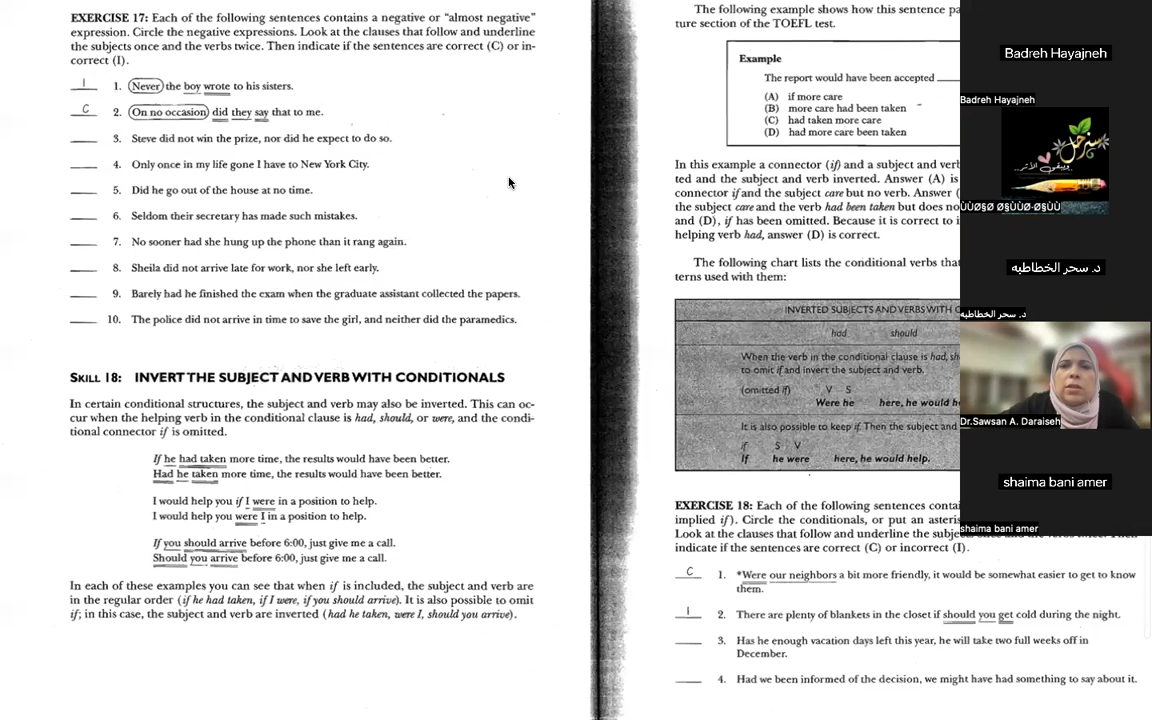 EXERCISE 17: Each of the following sentences contains a negative or "almost negative"
expression. Circle the negative expressions. Look at the clauses that follow and underline
the subjects once and the verbs twice. Then indicate if the sentences are correct (C) or in-
correct (I).
I 1. Never the boy wrote to his sisters.
C 2. On no occasion did they say that to me.
3. Steve did not win the prize, nor did he expect to do so.
4. Only once in my life gone I have to New York City.
5. Did he go out of the house at no time.
6. Seldom their secretary has made such mistakes.
7. No sooner had she hung up the phone than it rang again.
8. Sheila did not arrive late for work, nor she left early.
9. Barely had he finished the exam when the graduate assistant collected the papers.
10. The police did not arrive in time to save the girl, and neither did the paramedics.
SKILL 18: INVERT THE SUBJECT AND VERB WITH CONDITIONALS
In certain conditional structures, the subject and verb may also be inverted. This can oc-
cur when the helping verb in the conditional clause is had, should, or were, and the condi-
tional connector if is omitted.
If he had taken more time, the results would have been better.
Had he taken more time, the results would have been better.
I would help you if I were in a position to help.
I would help you were I in a position to help.
If you should arrive before 6:00, just give me a call.
Should you arrive before 6:00, just give me a call.
In each of these examples you can see that when if is included, the subject and verb are
in the regular order (if he had taken, if I were, if you should arrive). It is also possible to omit
if; in this case, the subject and verb are inverted (had he taken, were I, should you arrive).
The following example shows how this sentence pa
ture section of the TOEFL test.
Example
The report would have been accepted
(A) if more care
(B) more care had been taken
(C) had taken more care
(D) had more care been taken
In this example a connector (if) and a subject and verb
ted and the subject and verb inverted. Answer (A) is
connector if and the subject care but no verb. Answer (
the subject care and the verb had been taken but does no
and (D), if has been omitted. Because it is correct to i
helping verb had, answer (D) is correct.
The following chart lists the conditional verbs tha
terns used with them:
INVERTED SUBJECTS AND VERBS WITH C
had should
When the verb in the conditional clause is had, sh
to omit if and invert the subject and verb.
(omitted if) V S
Were he here, he would h
It is also possible to keep if. Then the subject and
if S V
If he were here, he would help.
EXERCISE 18: Each of the following sentences contai
implied if). Circle the conditionals, or put an asteris
Look at the clauses that follow and underline the subje
indicate if the sentences are correct (C) or incorrect (I).
C 1. *Were our neighbors a bit more friendly, it would be somewhat easier to get to know
them.
I 2. There are plenty of blankets in the closet if should you get cold during the night.
3. Has he enough vacation days left this year, he will take two full weeks off in
December.
4. Had we been informed of the decision, we might have had something to say about it.
Badreh Hayajneh
Badreh Hayajneh
سنرحل
ويبقى الأثر..
ÙÙØ§Ø Ø§ÙÙØ·Ø§ÙÙ
د. سحر الخطاطبه
د. سحر الخطاطبه
Dr.Sawsan A. Daraiseh
shaima bani amer
shaima bani amer